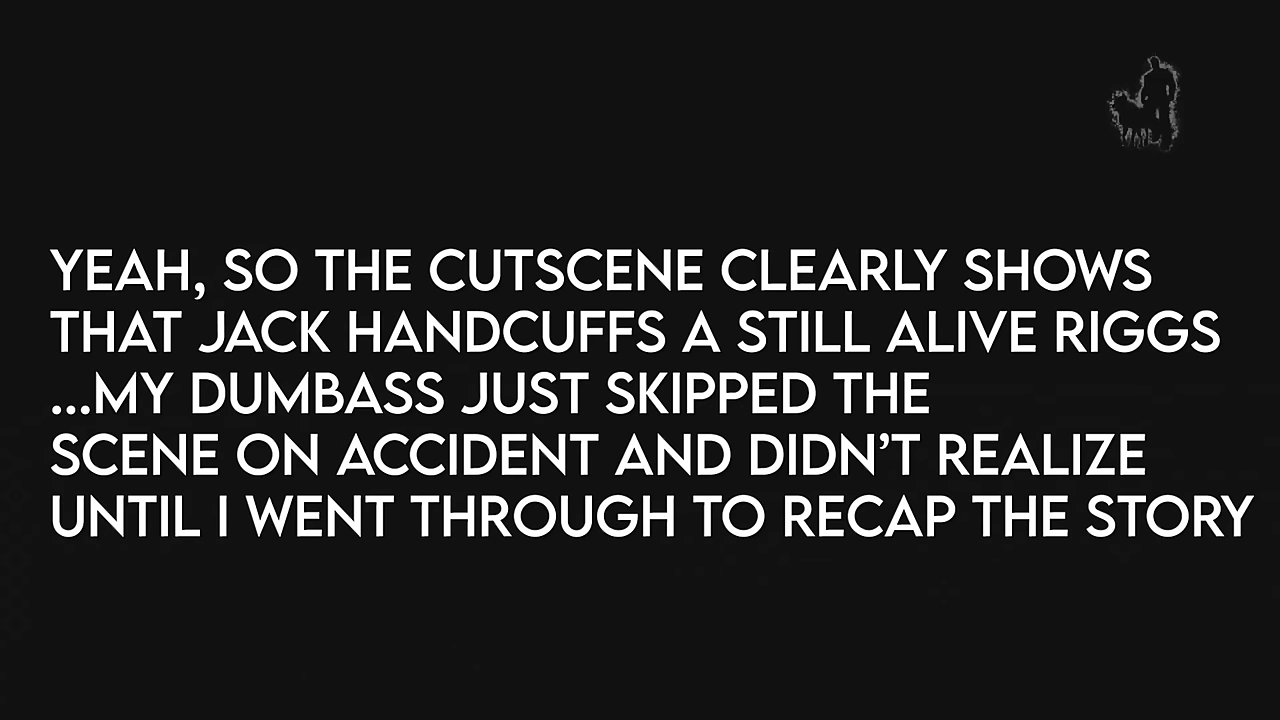 YEAH, SO THE CUTSCENE CLEARLY SHOWS
THAT JACK HANDCUFFS A STILL ALIVE RIGGS
...MY DUMBASS JUST SKIPPED THE
SCENE ON ACCIDENT AND DIDN’T REALIZE
UNTIL I WENT THROUGH TO RECAP THE STORY